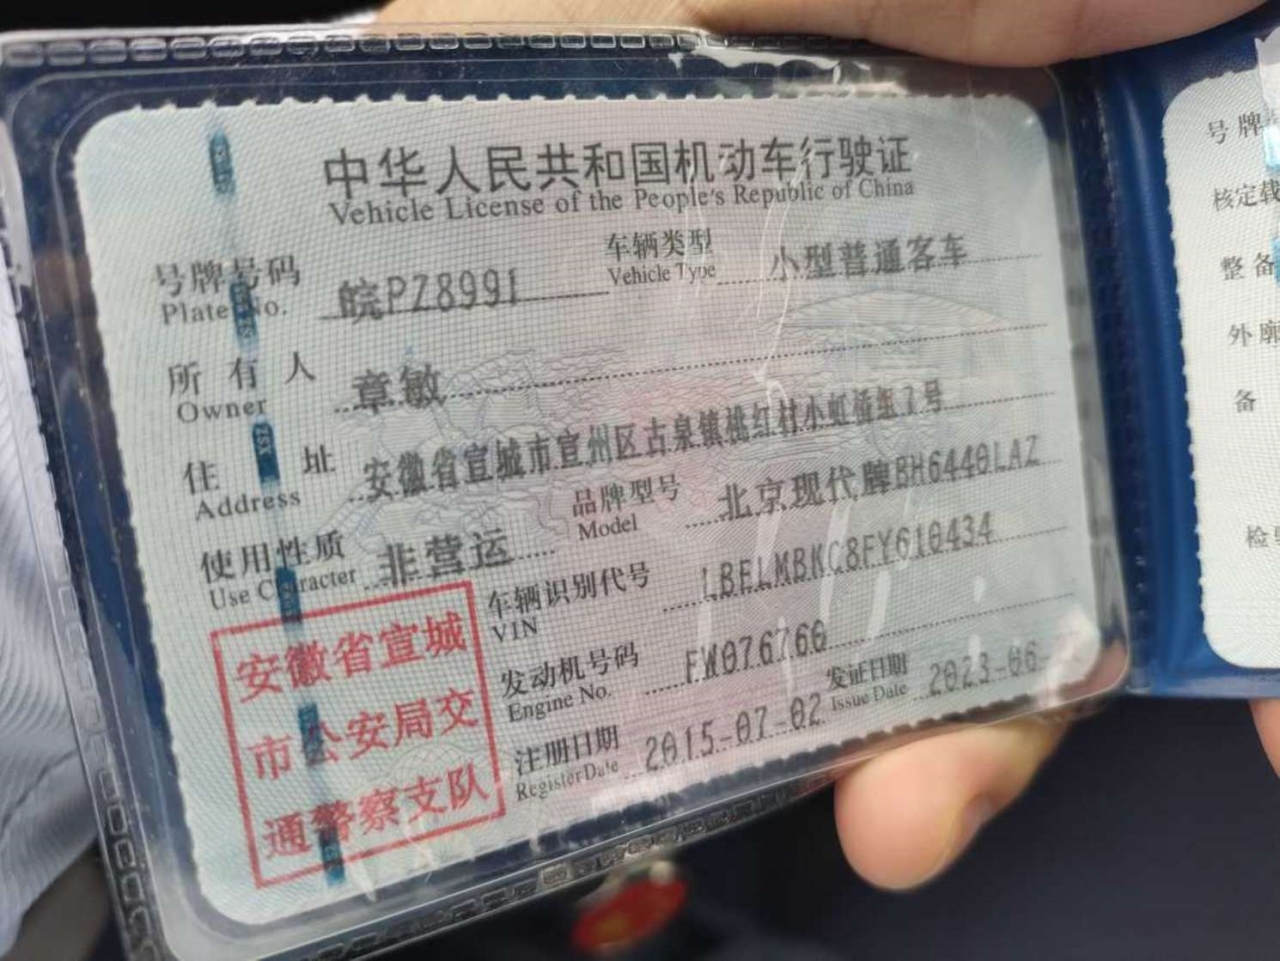 中华人民共和国机动车行驶证
Vehicle License of the People's Republic of China
号牌号码 皖PZ8991 车辆类型 小型普通客车
Plate No. Vehicle Type
所有人 章敏
Owner
住址 安徽省宣城市宣州区古泉镇桃红村小虹桥组7号
Address
使用性质 非营运 品牌型号 北京现代牌BH6440LAZ
Use Character Model
车辆识别代号 LBELMBKC8FY610434
VIN
发动机号码 FW076766
Engine No.
注册日期 2015-07-02 发证日期 2023-06-
Register Date Issue Date
安徽省宣城
市公安局交
通警察支队
号牌
核定载
整备
外廓
备
检验